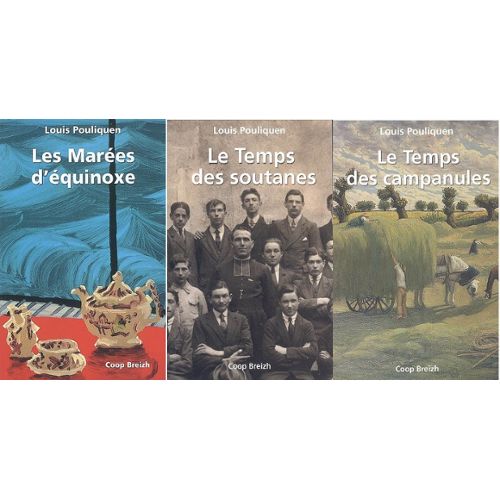 Louis Pouliquen
Les Marées
d'équinoxe
Coop Breizh
Louis Pouliquen
Le Temps
des soutanes
Coop Breizh
Louis Pouliquen
Le Temps
des campanules
Coop Breizh